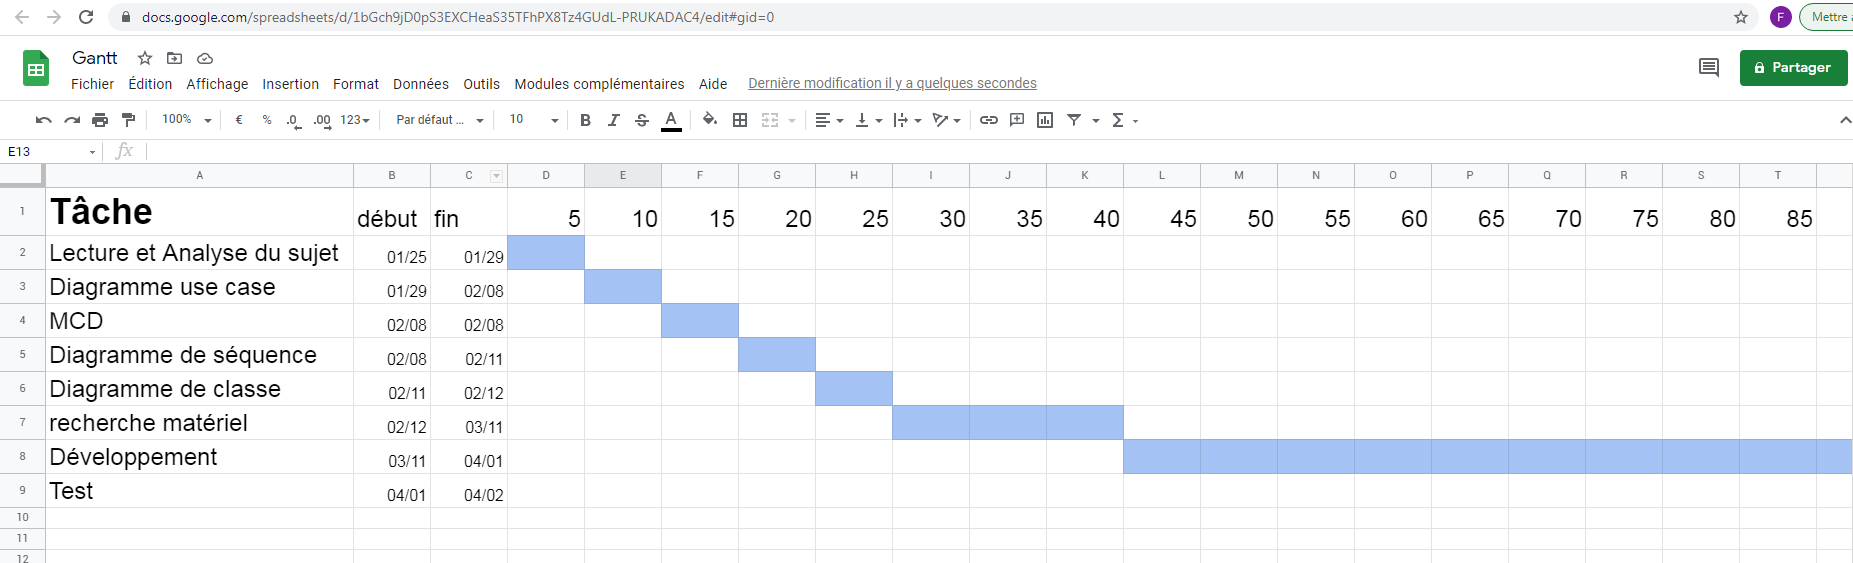 docs.google.com/spreadsheets/d/1bGch9jD0pS3EXCHeaS35TFhPX8Tz4GUdL-PRUKADAC4/edit#gid=0 F Mettre
Gantt
Fichier Édition Affichage Insertion Format Données Outils Modules complémentaires Aide Dernière modification il y a quelques secondes Partager
100% € % .0 .00 123 Par défaut ... 10 B I S A Σ
E13 fx
A B C D E F G H I J K L M N O P Q R S T
1 Tâche début fin 5 10 15 20 25 30 35 40 45 50 55 60 65 70 75 80 85
2 Lecture et Analyse du sujet 01/25 01/29
3 Diagramme use case 01/29 02/08
4 MCD 02/08 02/08
5 Diagramme de séquence 02/08 02/11
6 Diagramme de classe 02/11 02/12
7 recherche matériel 02/12 03/11
8 Développement 03/11 04/01
9 Test 04/01 04/02
10
11
12